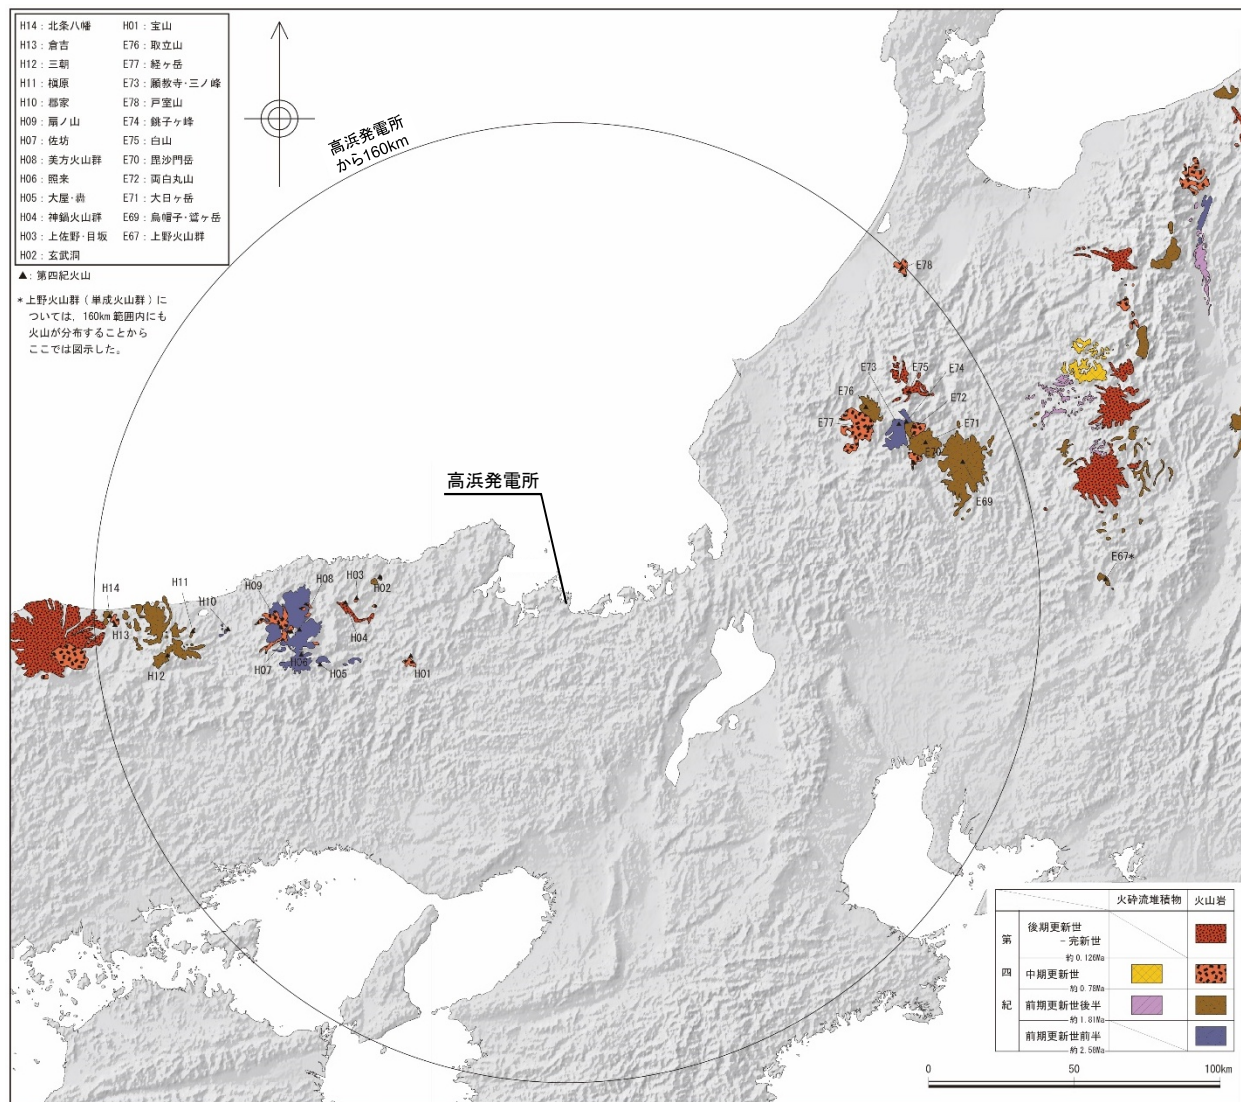 H14：北条八幡 H01：宝山
H13：倉吉 E76：取立山
H12：三朝 E77：経ヶ岳
H11：槇原 E73：願教寺・三ノ峰
H10：郡家 E78：戸室山
H09：扇ノ山 E74：銚子ヶ峰
H07：佐坊 E75：白山
H08：美方火山群 E70：毘沙門岳
H06：照来 E72：両白丸山
H05：大屋・轟 E71：大日ヶ岳
H04：神鍋火山群 E69：烏帽子・鷲ヶ岳
H03：上佐野・目坂 E67：上野火山群
H02：玄武洞
▲：第四紀火山
*上野火山群（単成火山群）に
ついては，160km範囲内にも
火山が分布することから
ここでは図示した。
高浜発電所
から160km
高浜発電所
E78
E73
E75
E74
E76
E72
E77
E71
E70
E69
E67*
H14
H11
H09
H08
H03
H02
H10
H13
H04
H12
H07
H06
H05
H01
火砕流堆積物 火山岩
第四紀
後期更新世
－完新世
約0.126Ma
中期更新世
約0.78Ma
前期更新世後半
約1.81Ma
前期更新世前半
約2.58Ma
0 50 100km